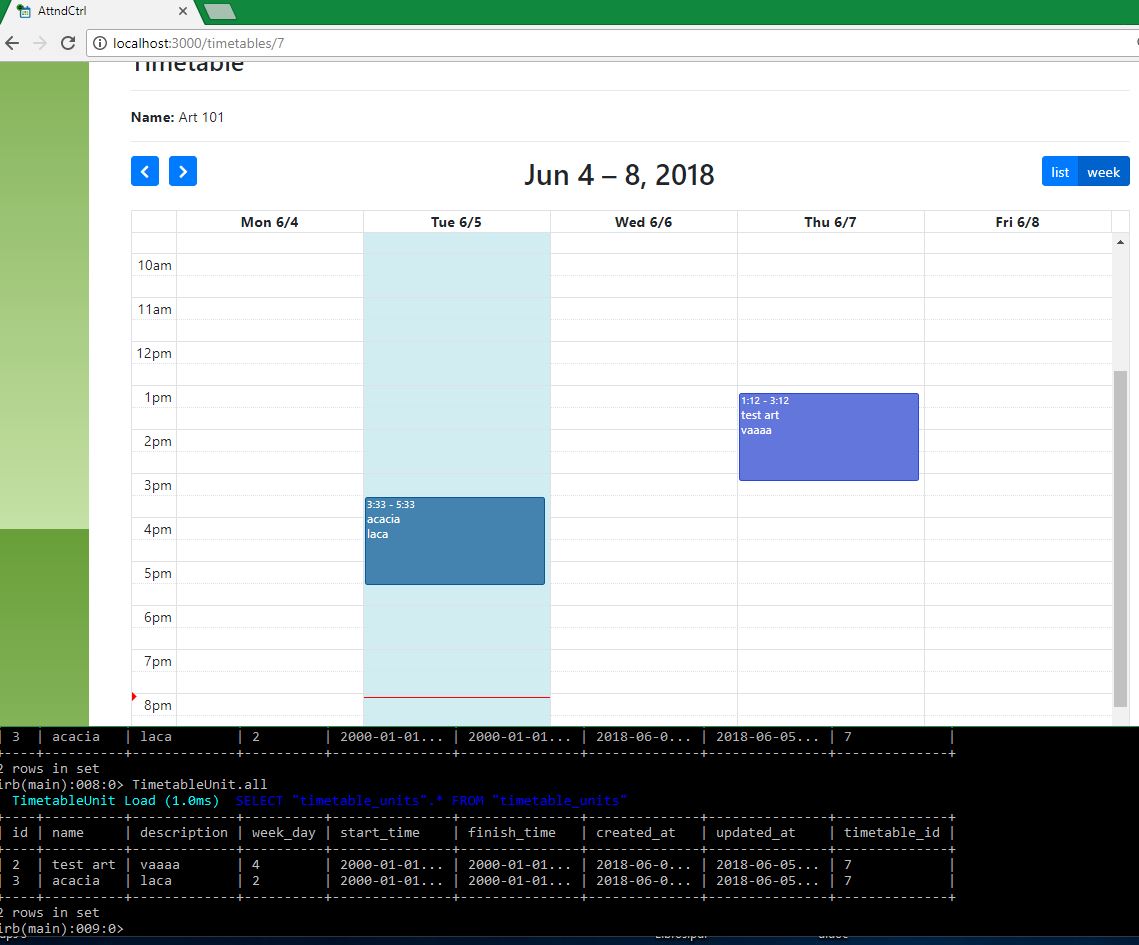 AttndCtrl
localhost:3000/timetables/7
Timetable
Name: Art 101
Jun 4 – 8, 2018
list week
Mon 6/4 Tue 6/5 Wed 6/6 Thu 6/7 Fri 6/8
10am
11am
12pm
1pm
1:12 - 3:12
test art
vaaaa
2pm
3pm
3:33 - 5:33
acacia
laca
4pm
5pm
6pm
7pm
8pm
| 3 | acacia | laca | 2 | 2000-01-01... | 2000-01-01... | 2018-06-0... | 2018-06-05... | 7 |
+----+----------+-------------+----------+---------------+---------------+--------------+---------------+--------------+
2 rows in set
irb(main):008:0> TimetableUnit.all
TimetableUnit Load (1.0ms) SELECT "timetable_units".* FROM "timetable_units"
+----+----------+-------------+----------+---------------+---------------+--------------+---------------+--------------+
| id | name | description | week_day | start_time | finish_time | created_at | updated_at | timetable_id |
+----+----------+-------------+----------+---------------+---------------+--------------+---------------+--------------+
| 2 | test art | vaaaa | 4 | 2000-01-01... | 2000-01-01... | 2018-06-0... | 2018-06-05... | 7 |
| 3 | acacia | laca | 2 | 2000-01-01... | 2000-01-01... | 2018-06-0... | 2018-06-05... | 7 |
+----+----------+-------------+----------+---------------+---------------+--------------+---------------+--------------+
2 rows in set
irb(main):009:0>